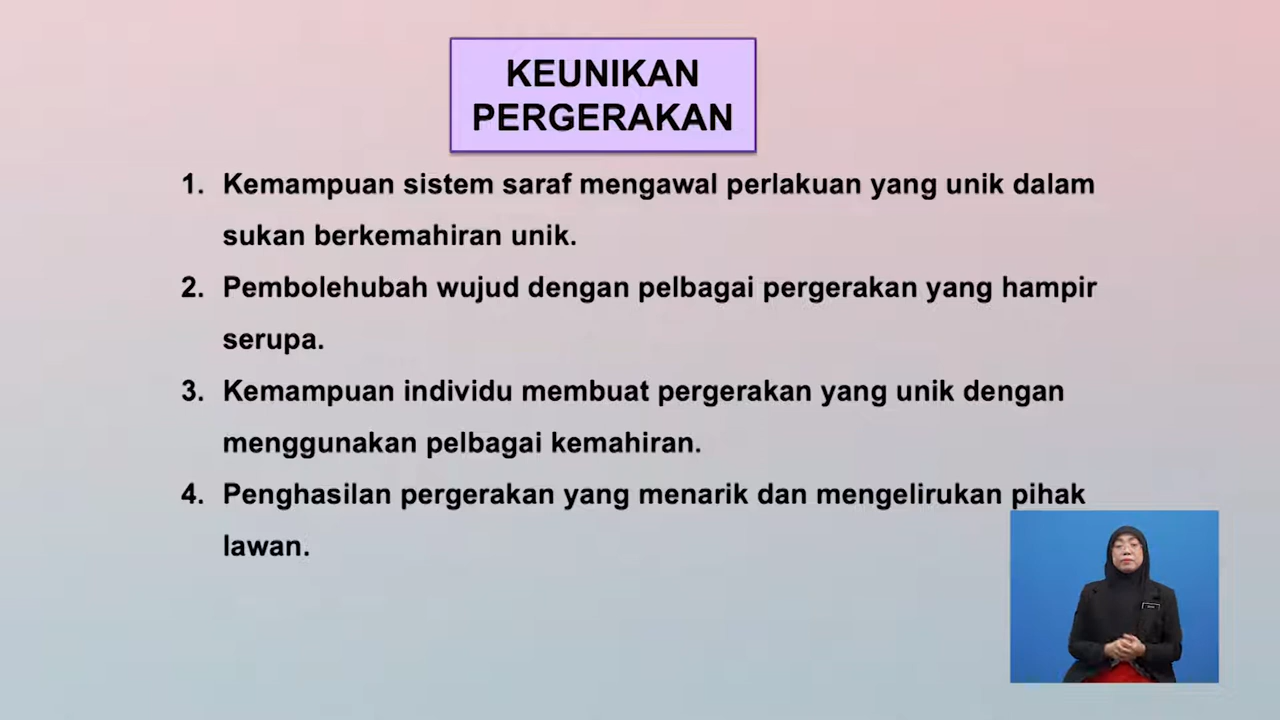 KEUNIKAN
PERGERAKAN
1. Kemampuan sistem saraf mengawal perlakuan yang unik dalam
sukan berkemahiran unik.
2. Pembolehubah wujud dengan pelbagai pergerakan yang hampir
serupa.
3. Kemampuan individu membuat pergerakan yang unik dengan
menggunakan pelbagai kemahiran.
4. Penghasilan pergerakan yang menarik dan mengelirukan pihak
lawan.